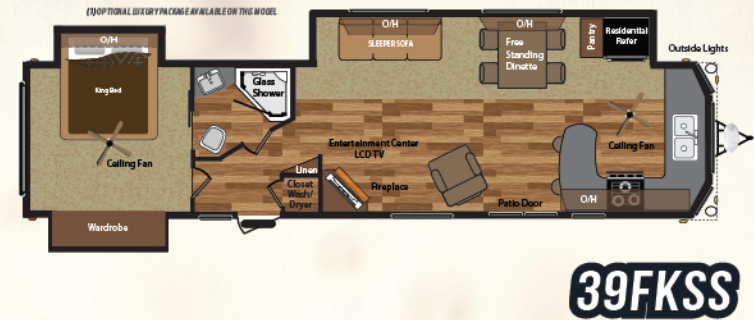 (1) OPTIONAL LUXURY PACKAGE AVAILABLE ON THIS MODEL
O/H
King Bed
Ceiling Fan
Wardrobe
Glass
Shower
Linen
Closet
Wash/
Dryer
O/H
SLEEPER SOFA
O/H
Free
Standing
Dinette
Pantry
Residential
Refer
Outside Lights
Entertainment Center
LCD TV
Fireplace
Ceiling Fan
Patio Door
O/H
39FKSS